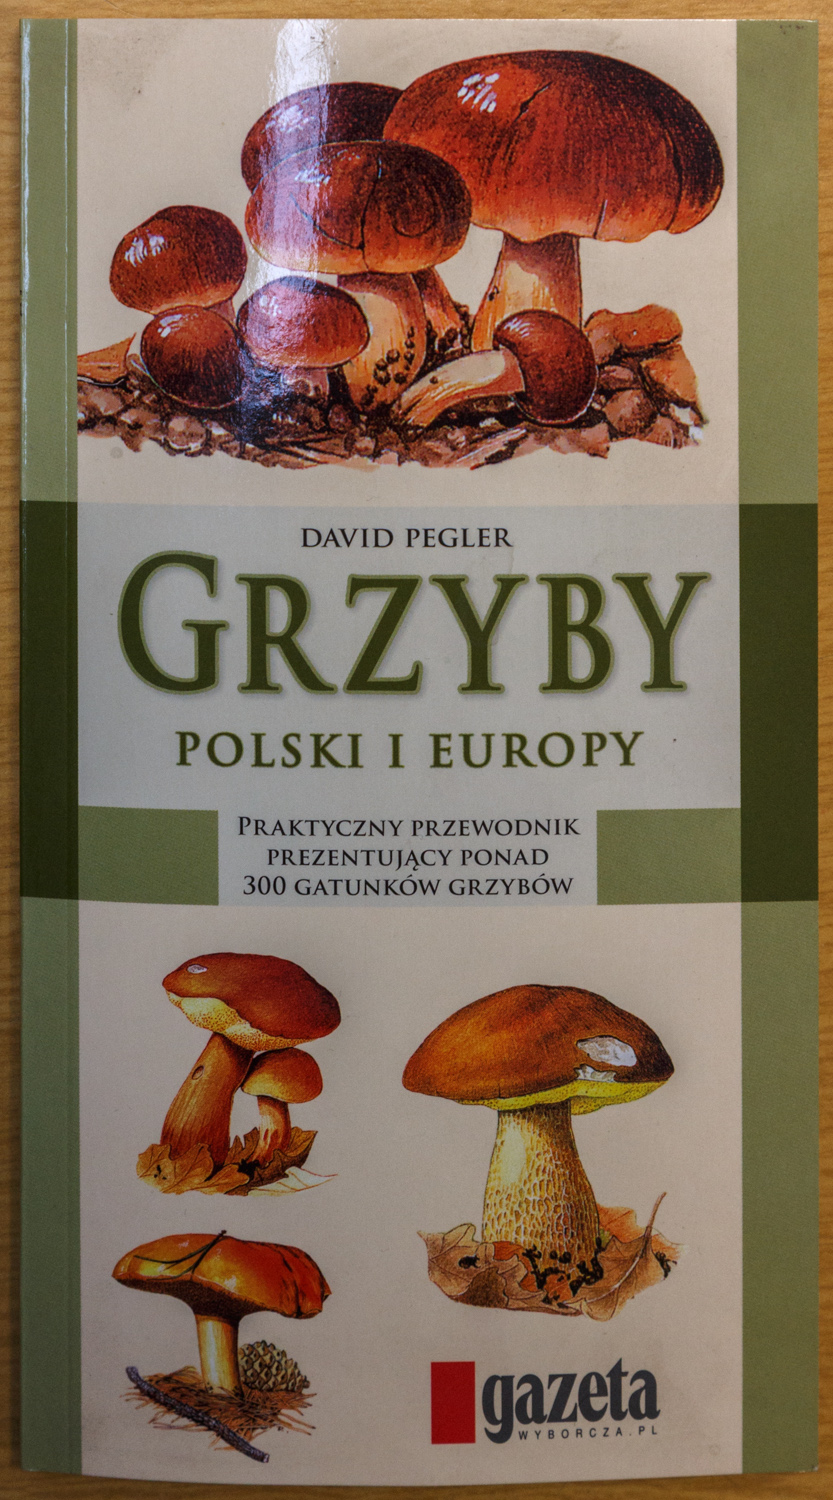 DAVID PEGLER
GRZYBY
POLSKI I EUROPY
PRAKTYCZNY PRZEWODNIK
PREZENTUJĄCY PONAD
300 GATUNKÓW GRZYBÓW
gazeta
WYBORCZA.PL